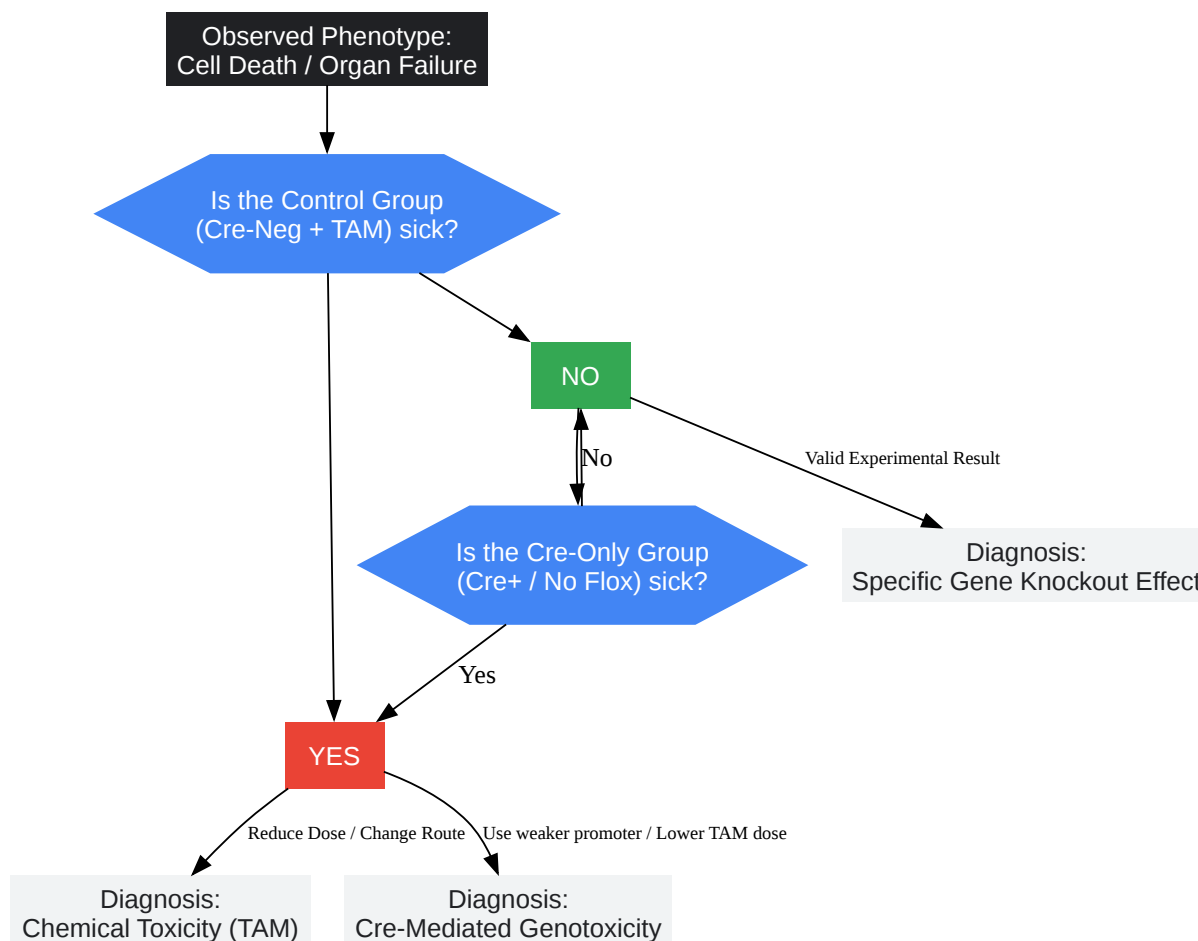 Observed Phenotype:
Cell Death / Organ Failure
Is the Control Group
(Cre-Neg + TAM) sick?
NO
No
Valid Experimental Result
Is the Cre-Only Group
(Cre+ / No Flox) sick?
Diagnosis:
Specific Gene Knockout Effect
Yes
YES
Reduce Dose / Change Route
Use weaker promoter / Lower TAM dose
Diagnosis:
Chemical Toxicity (TAM)
Diagnosis:
Cre-Mediated Genotoxicity